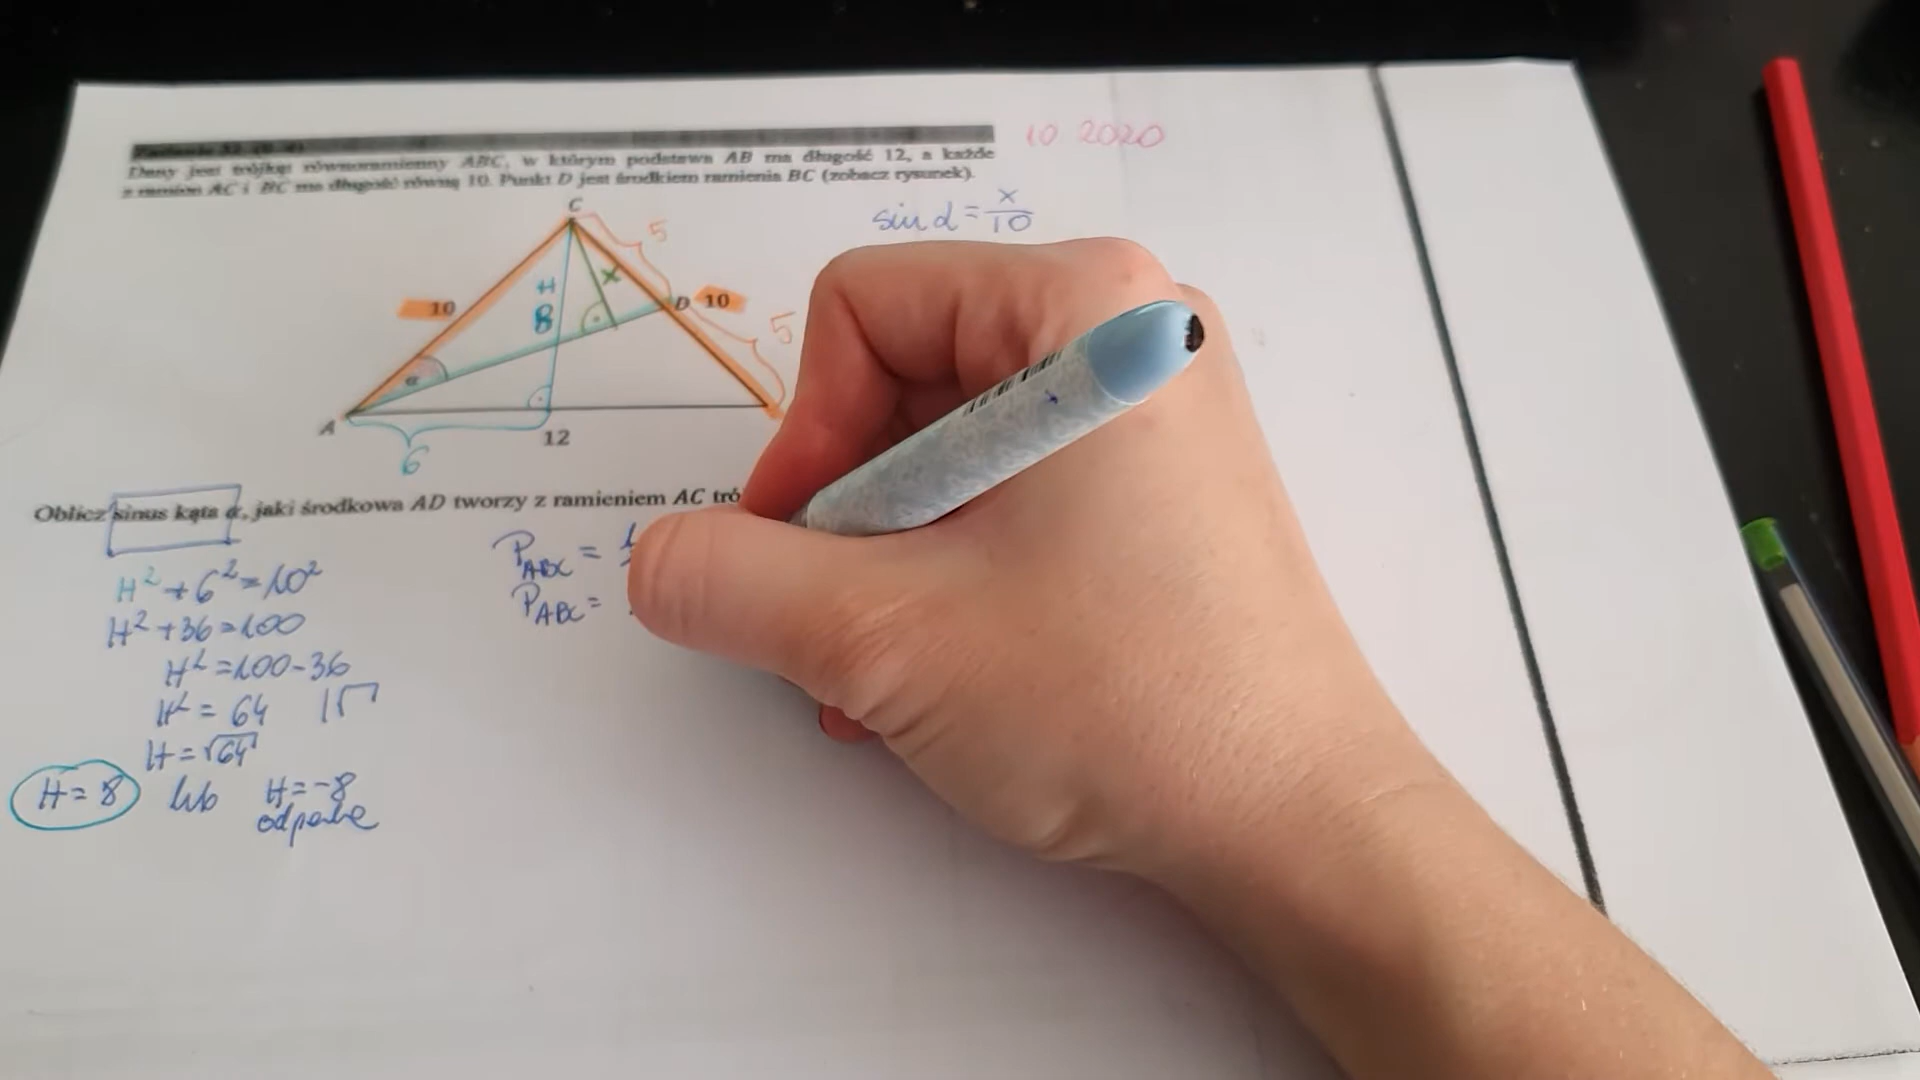 10 2020
Dany jest trójkąt równoramienny ABC, w którym podstawa AB ma długość 12, a każde
z ramion AC i BC ma długość równą 10. Punkt D jest środkiem ramienia BC (zobacz rysunek).
sin α = x/10
C
5
H
x
10
8
D 10
5
α
A
12
6
Oblicz sinus kąta α, jaki środkowa AD tworzy z ramieniem AC
P_ABC =
P_ABC =
H² + 6² = 10²
H² + 36 = 100
H² = 100 - 36
H² = 64 |√
H = √64
H = 8 lub H = -8
odpada